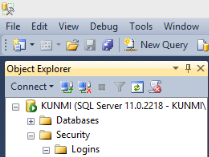 File Edit View Debug Tools Window
New Query
Object Explorer
Connect
KUNMI (SQL Server 11.0.2218 - KUNMI\
Databases
Security
Logins